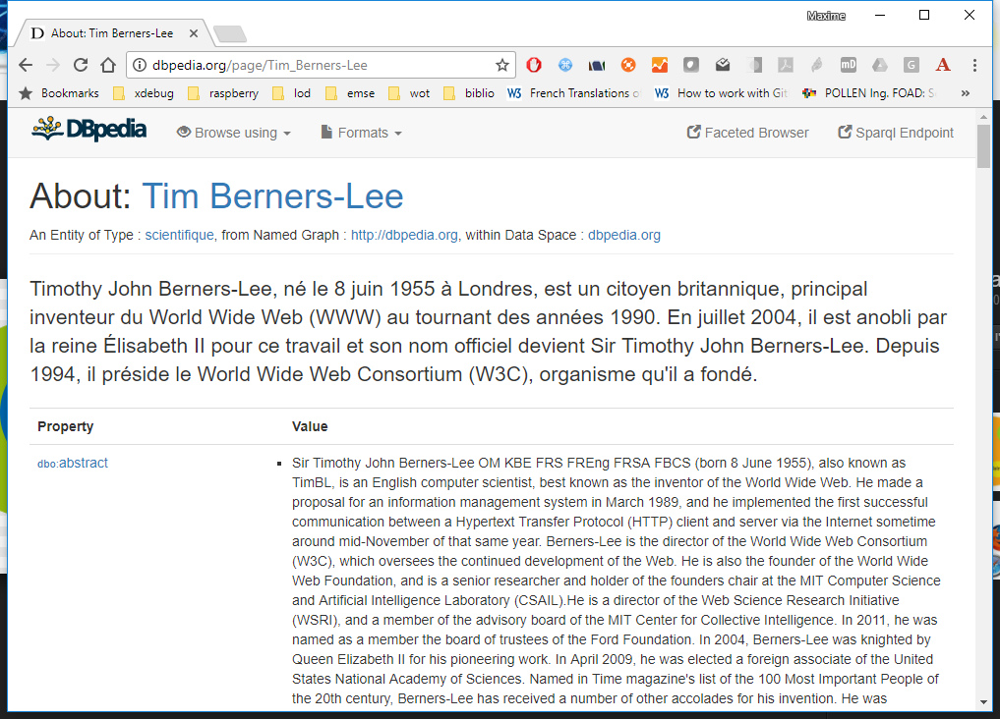 Maxime
D About: Tim Berners-Lee
dbpedia.org/page/Tim_Berners-Lee
Bookmarks xdebug raspberry lod emse wot biblio W3 French Translations o W3 How to work with Git POLLEN Ing. FOAD: S
DBpedia Browse using Formats Faceted Browser Sparql Endpoint
About: Tim Berners-Lee
An Entity of Type : scientifique, from Named Graph : http://dbpedia.org, within Data Space : dbpedia.org
Timothy John Berners-Lee, né le 8 juin 1955 à Londres, est un citoyen britannique, principal
inventeur du World Wide Web (WWW) au tournant des années 1990. En juillet 2004, il est anobli par
la reine Élisabeth II pour ce travail et son nom officiel devient Sir Timothy John Berners-Lee. Depuis
1994, il préside le World Wide Web Consortium (W3C), organisme qu'il a fondé.
Property Value
dbo:abstract
Sir Timothy John Berners-Lee OM KBE FRS FREng FRSA FBCS (born 8 June 1955), also known as
TimBL, is an English computer scientist, best known as the inventor of the World Wide Web. He made a
proposal for an information management system in March 1989, and he implemented the first successful
communication between a Hypertext Transfer Protocol (HTTP) client and server via the Internet sometime
around mid-November of that same year. Berners-Lee is the director of the World Wide Web Consortium
(W3C), which oversees the continued development of the Web. He is also the founder of the World Wide
Web Foundation, and is a senior researcher and holder of the founders chair at the MIT Computer Science
and Artificial Intelligence Laboratory (CSAIL).He is a director of the Web Science Research Initiative
(WSRI), and a member of the advisory board of the MIT Center for Collective Intelligence. In 2011, he was
named as a member the board of trustees of the Ford Foundation. In 2004, Berners-Lee was knighted by
Queen Elizabeth II for his pioneering work. In April 2009, he was elected a foreign associate of the United
States National Academy of Sciences. Named in Time magazine's list of the 100 Most Important People of
the 20th century, Berners-Lee has received a number of other accolades for his invention. He was